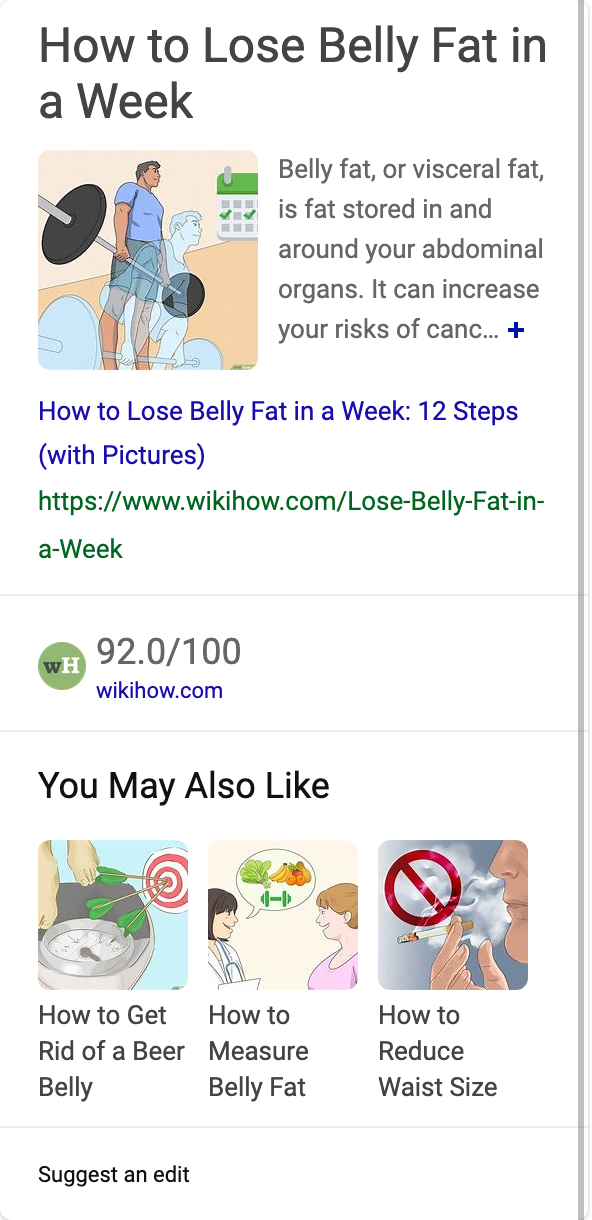 How to Lose Belly Fat in
a Week
Belly fat, or visceral fat,
is fat stored in and
around your abdominal
organs. It can increase
your risks of canc... +
How to Lose Belly Fat in a Week: 12 Steps
(with Pictures)
https://www.wikihow.com/Lose-Belly-Fat-in-
a-Week
wH
92.0/100
wikihow.com
You May Also Like
How to Get
Rid of a Beer
Belly
How to
Measure
Belly Fat
How to
Reduce
Waist Size
Suggest an edit